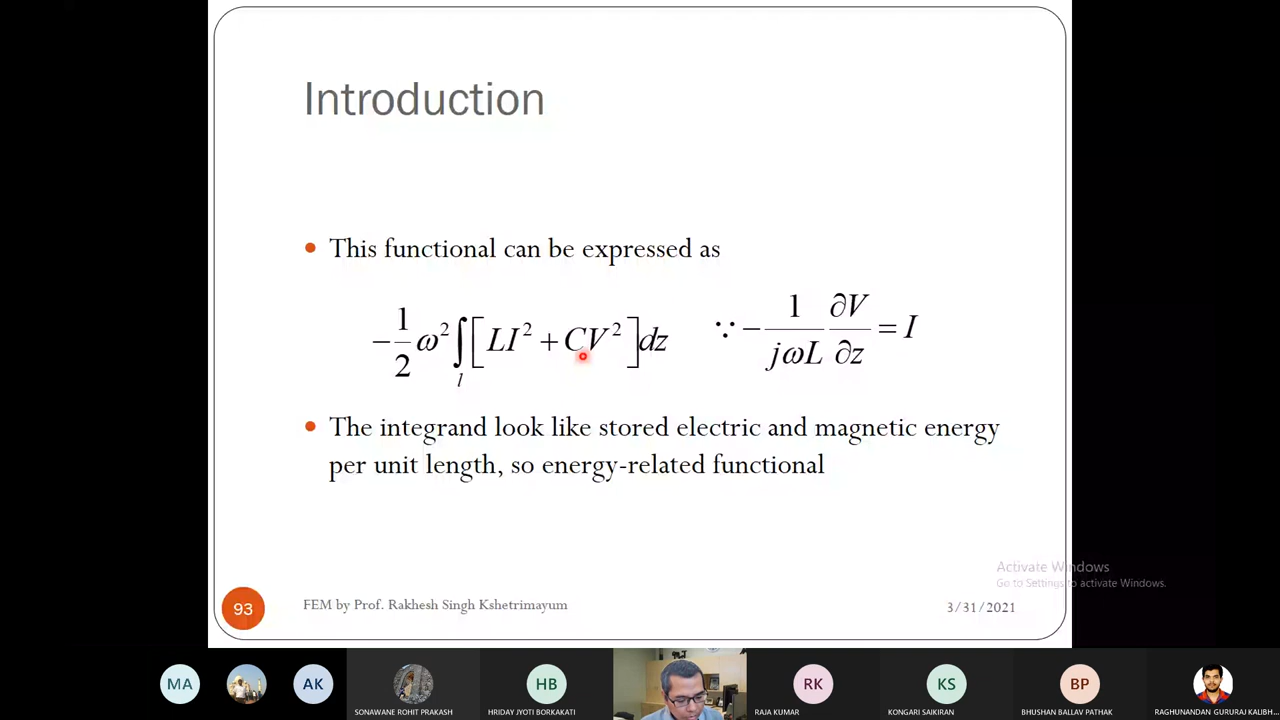 Introduction
This functional can be expressed as
−1/2 ω² ∫_l [LI² + CV²]dz ∵ −1/(jωL) ∂V/∂z = I
The integrand look like stored electric and magnetic energy
per unit length, so energy-related functional
Activate Windows
Go to Settings to activate Windows.
93
FEM by Prof. Rakhesh Singh Kshetrimayum
3/31/2021
MA
AK
HB
RK
KS
BP
SONAWANE ROHIT PRAKASH
HRIDAY JYOTI BORKAKATI
RAJA KUMAR
KONGARI SAIKIRAN
BHUSHAN BALLAV PATHAK
RAGHUNANDAN GURURAJ KALIBH...